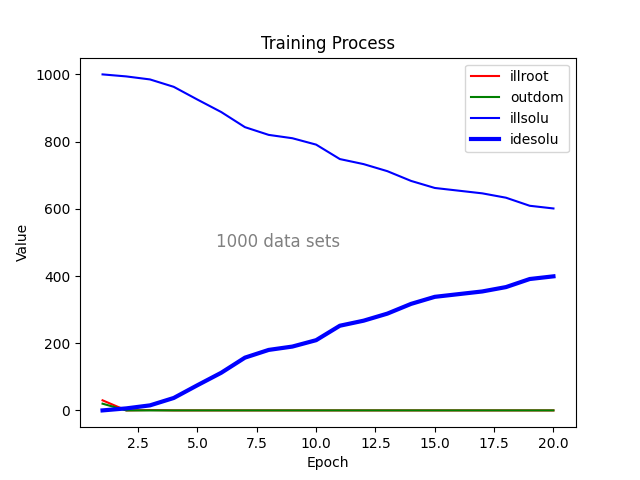 Training Process
1000
800
600
400
200
0
Value
illroot
outdom
illsolu
idesolu
1000 data sets
2.5 5.0 7.5 10.0 12.5 15.0 17.5 20.0
Epoch